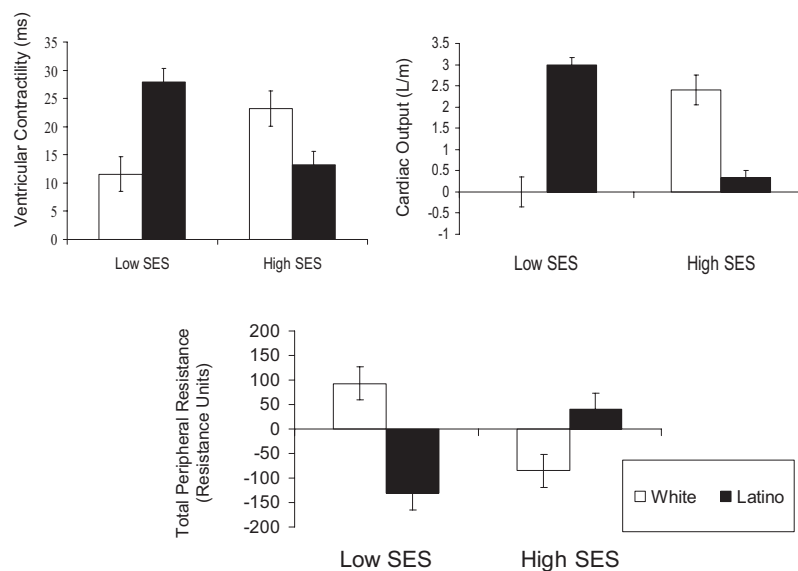 Ventricular Contractility (ms)
35
30
25
20
15
10
5
0
Low SES
High SES
Cardiac Output (L/m)
3.5
3
2.5
2
1.5
1
0.5
0
-0.5
-1
Low SES
High SES
Total Peripheral Resistance
(Resistance Units)
200
150
100
50
0
-50
-100
-150
-200
Low SES
High SES
White
Latino